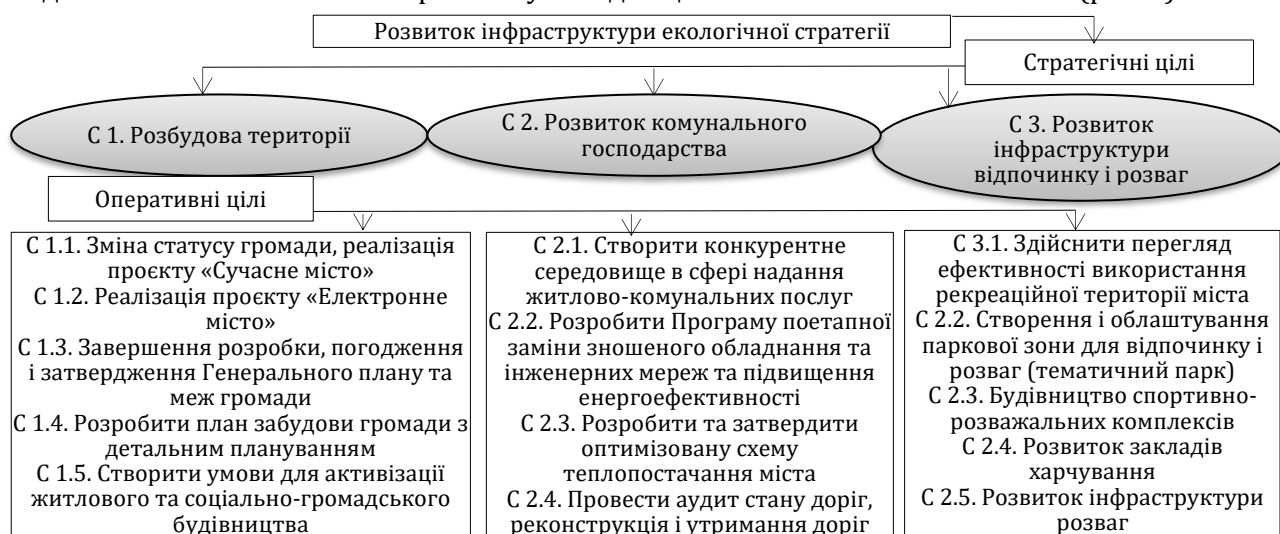 Розвиток інфраструктури екологічної стратегії
Стратегічні цілі
С 1. Розбудова території
С 2. Розвиток комунального
господарства
С 3. Розвиток
інфраструктури
відпочинку і розваг
Оперативні цілі
С 1.1. Зміна статусу громади, реалізація
проєкту «Сучасне місто»
С 1.2. Реалізація проєкту «Електронне
місто»
С 1.3. Завершення розробки, погодження
і затвердження Генерального плану та
меж громади
С 1.4. Розробити план забудови громади з
детальним плануванням
С 1.5. Створити умови для активізації
житлового та соціально-громадського
будівництва
С 2.1. Створити конкурентне
середовище в сфері надання
житлово-комунальних послуг
С 2.2. Розробити Програму поетапної
заміни зношеного обладнання та
інженерних мереж та підвищення
енергоефективності
С 2.3. Розробити та затвердити
оптимізовану схему
теплопостачання міста
С 2.4. Провести аудит стану доріг,
реконструкція і утримання доріг
С 3.1. Здійснити перегляд
ефективності використання
рекреаційної території міста
С 2.2. Створення і облаштування
паркової зони для відпочинку і
розваг (тематичний парк)
С 2.3. Будівництво спортивно-
розважальних комплексів
С 2.4. Розвиток закладів
харчування
С 2.5. Розвиток інфраструктури
розваг